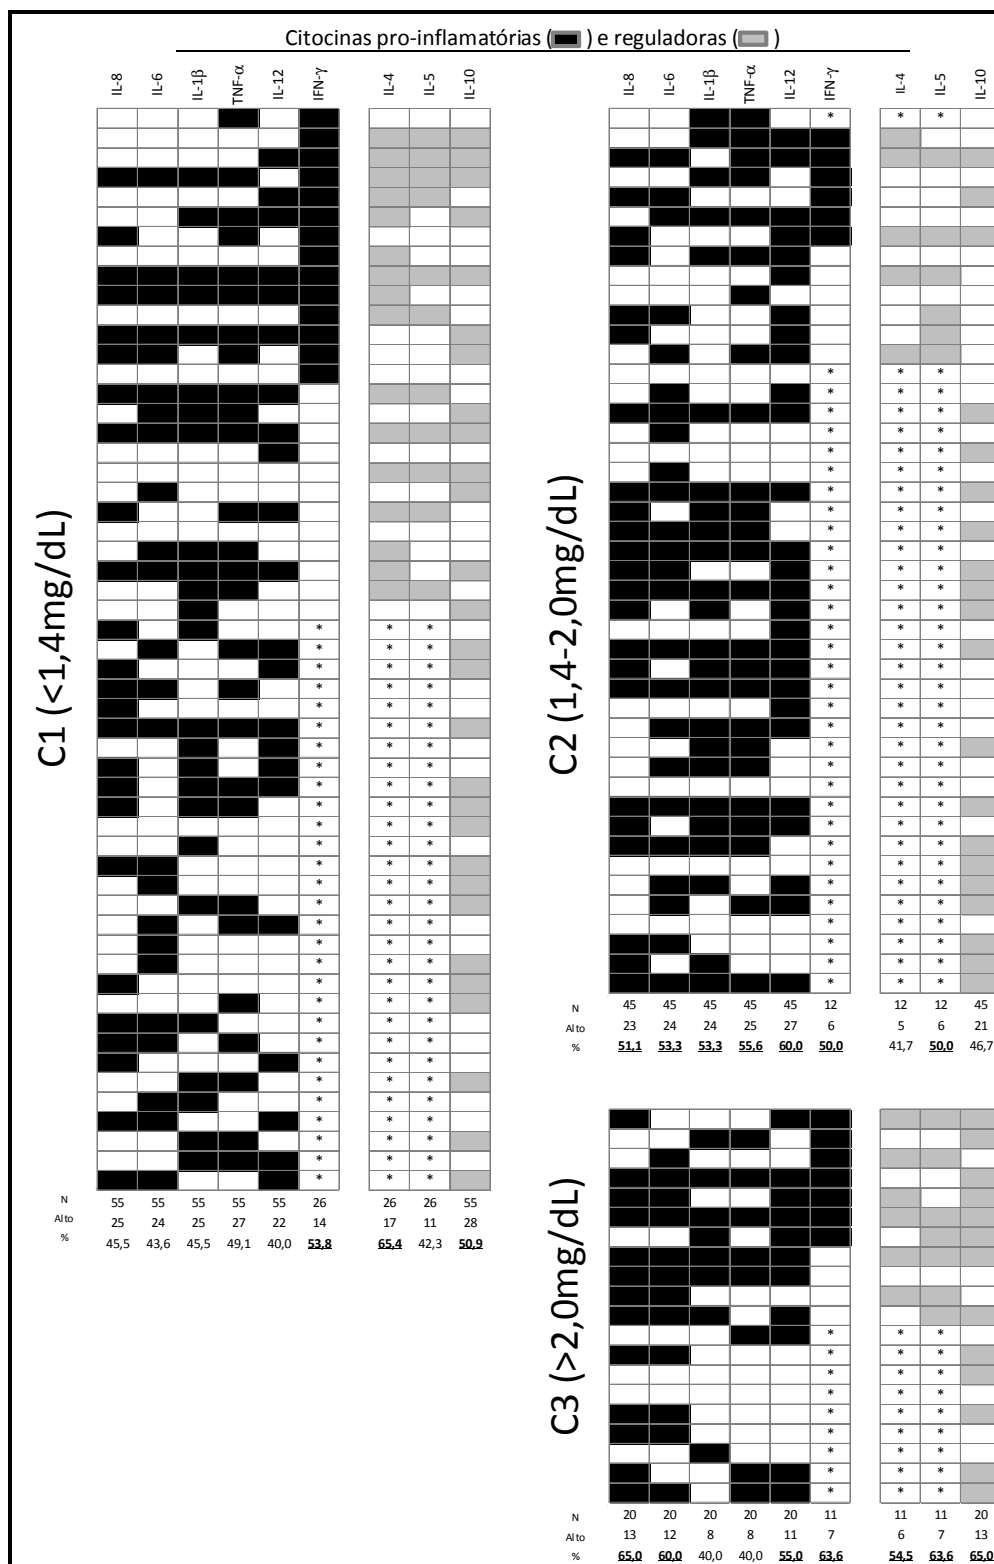 Citocinas pro-inflamatórias ( ) e reguladoras ( )
IL-8 IL-6 IL-1β TNF-α IL-12 IFN-γ IL-4 IL-5 IL-10
IL-8 IL-6 IL-1β TNF-α IL-12 IFN-γ IL-4 IL-5 IL-10
C1 (<1,4mg/dL)
N 55 55 55 55 55 26 26 26 55
Alto 25 24 25 27 22 14 17 11 28
% 45,5 43,6 45,5 49,1 40,0 53,8 65,4 42,3 50,9
C2 (1,4-2,0mg/dL)
N 45 45 45 45 45 12 12 12 45
Alto 23 24 24 25 27 6 5 6 21
% 51,1 53,3 53,3 55,6 60,0 50,0 41,7 50,0 46,7
C3 (>2,0mg/dL)
N 20 20 20 20 20 11 11 11 20
Alto 13 12 8 8 11 7 6 7 13
% 65,0 60,0 40,0 40,0 55,0 63,6 54,5 63,6 65,0